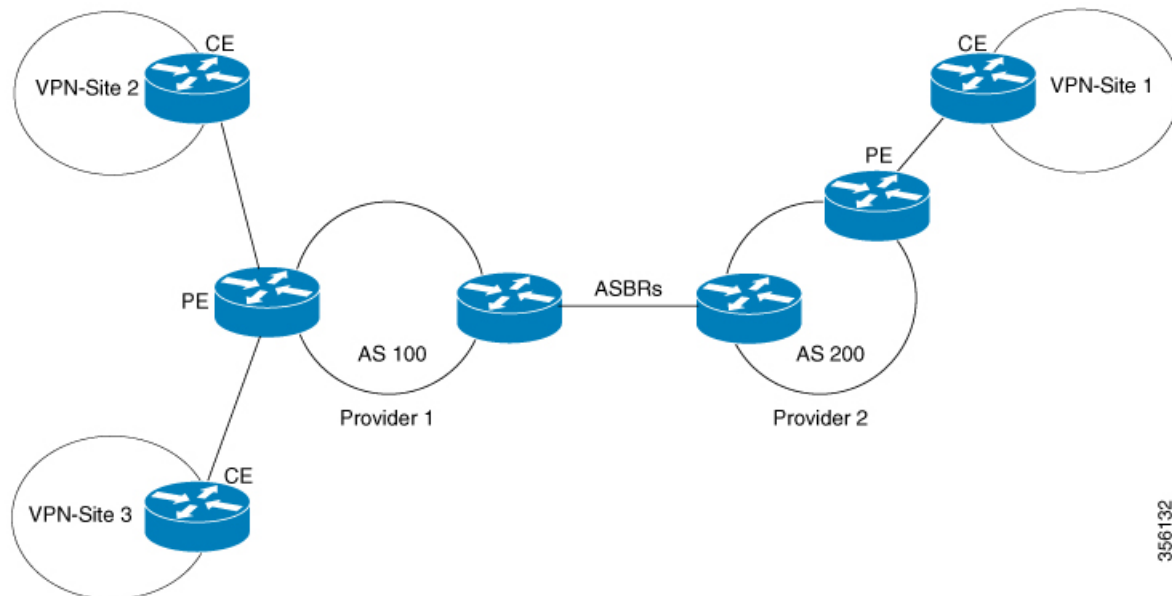 CE
VPN-Site 2
CE
VPN-Site 1
PE
PE
ASBRs
AS 100
AS 200
Provider 1
Provider 2
CE
VPN-Site 3
356132